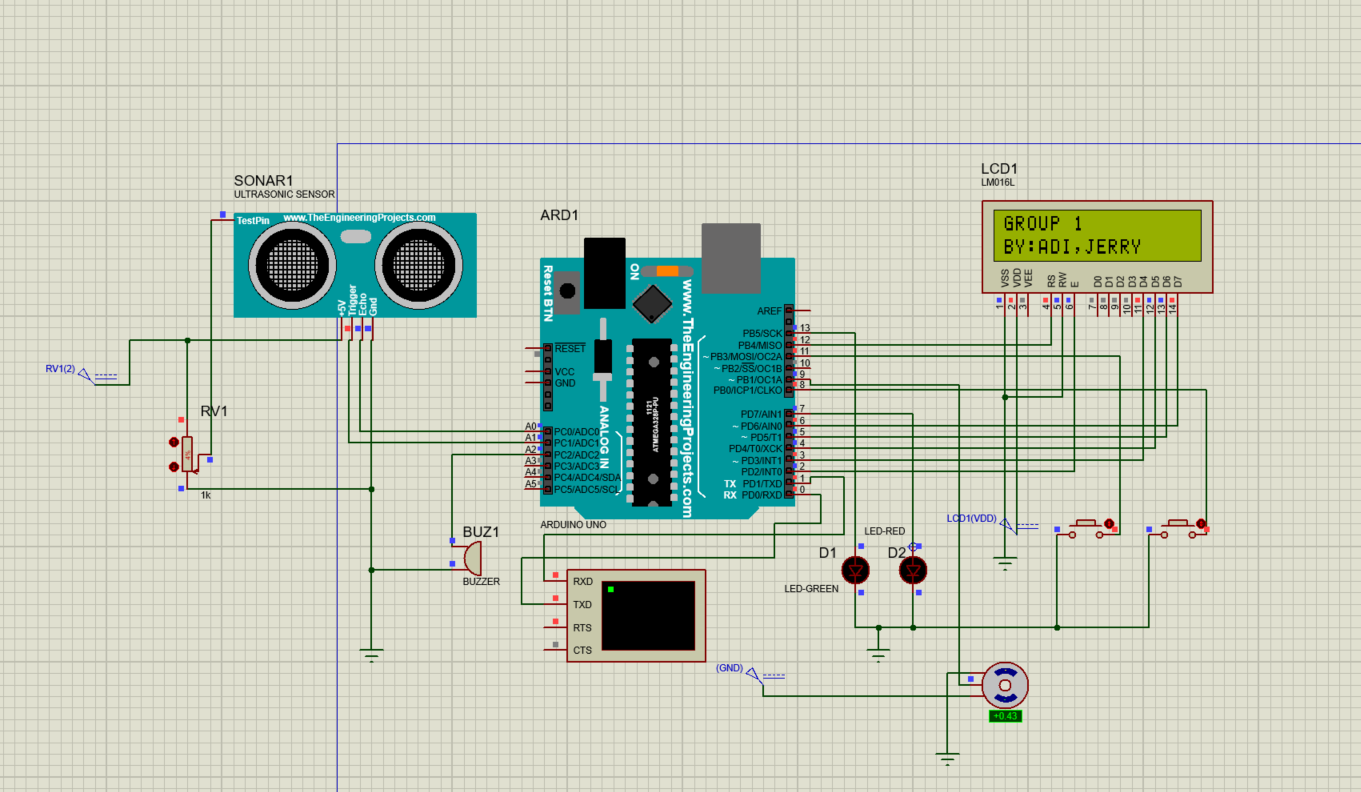 SONAR1
ULTRASONIC SENSOR
TestPin
www.TheEngineeringProjects.com
+5V
Trigger
Echo
Gnd
RV1(2)
RV1
1k
BUZ1
BUZZER
ARD1
Reset BTN
ON
www.TheEngineeringProjects.com
ANALOG IN
1121
ATMEGA328P-PU
RESET
VCC
GND
A0 PC0/ADC0
A1 PC1/ADC1
A2 PC2/ADC2
A3 PC3/ADC3
A4 PC4/ADC4/SDA
A5 PC5/ADC5/SCL
AREF
PB5/SCK 13
PB4/MISO 12
~ PB3/MOSI/OC2A 11
~ PB2/SS/OC1B 10
~ PB1/OC1A 9
PB0/ICP1/CLKO 8
PD7/AIN1 7
~ PD6/AIN0 6
~ PD5/T1 5
PD4/T0/XCK 4
~ PD3/INT1 3
PD2/INT0 2
TX PD1/TXD 1
RX PD0/RXD 0
ARDUINO UNO
RXD
TXD
RTS
CTS
LCD1
LM016L
GROUP 1
BY:ADI,JERRY
VSS
VDD
VEE
RS
RW
E
D0
D1
D2
D3
D4
D5
D6
D7
1
2
3
4
5
6
7
8
9
10
11
12
13
14
LCD1(VDD)
LED-RED
D1
D2
LED-GREEN
(GND)
+0.43